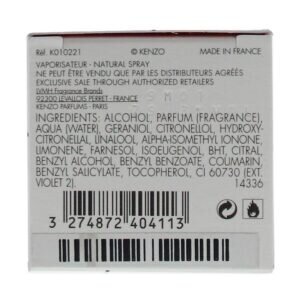 Réf. K010221 © KENZO MADE IN FRANCE
VAPORISATEUR - NATURAL SPRAY
NE PEUT ÊTRE VENDU QUE PAR LES DISTRIBUTEURS AGRÉÉS
EXCLUSIVE SALE THROUGH AUTHORIZED RETAILERS
LVMH Fragrance Brands
92300 LEVALLOIS PERRET - FRANCE
KENZO PARFUMS - PARIS
INGREDIENTS: ALCOHOL, PARFUM (FRAGRANCE),
AQUA (WATER), GERANIOL, CITRONELLOL, HYDROXY-
CITRONELLAL, LINALOOL, ALPHA-ISOMETHYL IONONE,
LIMONENE, FARNESOL, ISOEUGENOL, BHT, CITRAL,
BENZYL ALCOHOL, BENZYL BENZOATE, COUMARIN,
BENZYL SALICYLATE, TOCOPHEROL, CI 60730 (EXT.
VIOLET 2). 14336
3 274872 404113